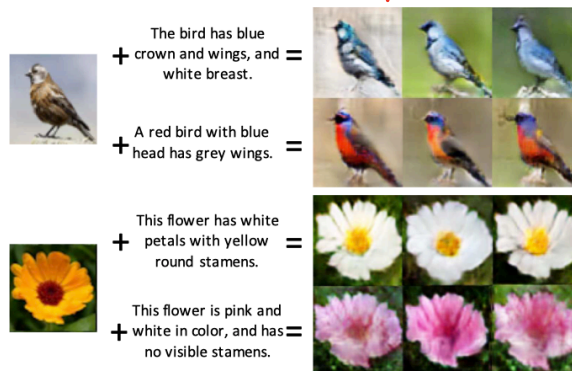 The bird has blue
+ crown and wings, and =
white breast.
+ A red bird with blue =
head has grey wings.
This flower has white
+ petals with yellow =
round stamens.
This flower is pink and
+ white in color, and has =
no visible stamens.